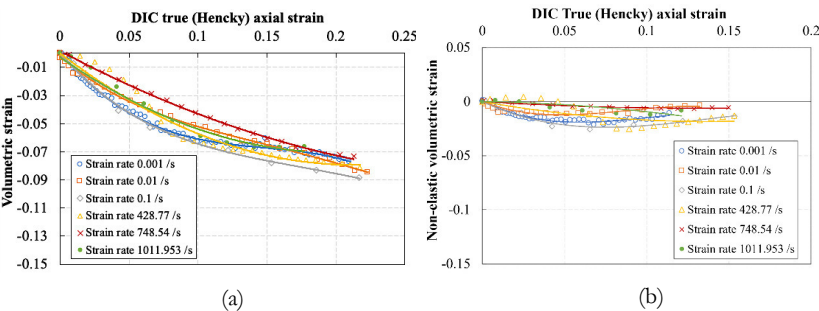 DIC true (Hencky) axial strain
0 0.05 0.1 0.15 0.2 0.25
-0.01
-0.03
-0.05
-0.07
-0.09
-0.11
-0.13
-0.15
Volumetric strain
Strain rate 0.001 /s
Strain rate 0.01 /s
Strain rate 0.1 /s
Strain rate 428.77 /s
Strain rate 748.54 /s
Strain rate 1011.953 /s
(a)
DIC True (Hencky) axial strain
0 0.05 0.1 0.15 0.2
0.05
0
-0.05
-0.1
-0.15
Non-elastic volumetric strain
Strain rate 0.001 /s
Strain rate 0.01 /s
Strain rate 0.1 /s
Strain rate 428.77 /s
Strain rate 748.54 /s
Strain rate 1011.953 /s
(b)